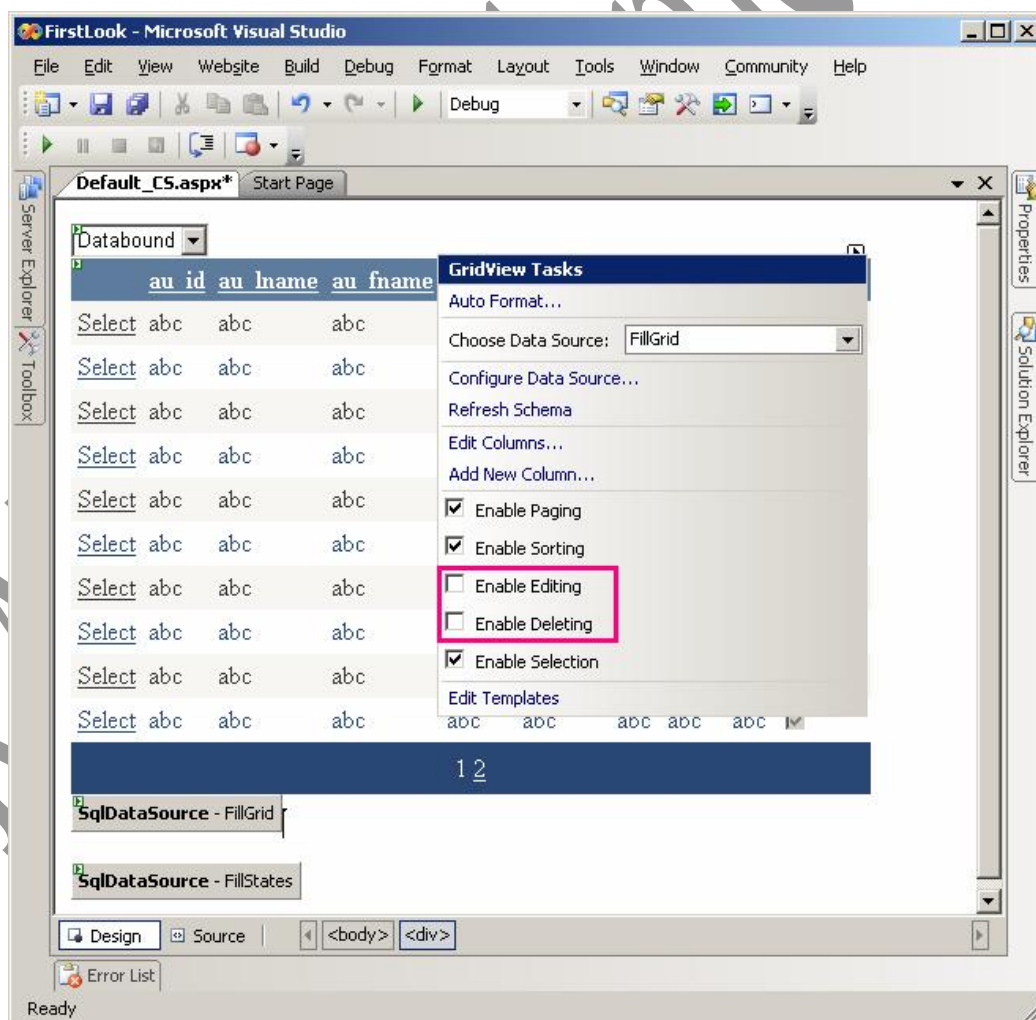 FirstLook - Microsoft Visual Studio
File Edit View Website Build Debug Format Layout Tools Window Community Help
Debug
Default_CS.aspx* Start Page
Server Explorer
Toolbox
Properties
Solution Explorer
Databound
au_id au_lname au_fname
Select abc abc abc
Select abc abc abc
Select abc abc abc
Select abc abc abc
Select abc abc abc
Select abc abc abc
Select abc abc abc
Select abc abc abc
Select abc abc abc
Select abc abc abc abc abc abc abc abc
GridView Tasks
Auto Format...
Choose Data Source: FillGrid
Configure Data Source...
Refresh Schema
Edit Columns...
Add New Column...
Enable Paging
Enable Sorting
Enable Editing
Enable Deleting
Enable Selection
Edit Templates
1 2
SqlDataSource - FillGrid
SqlDataSource - FillStates
Design Source <body> <div>
Error List
Ready